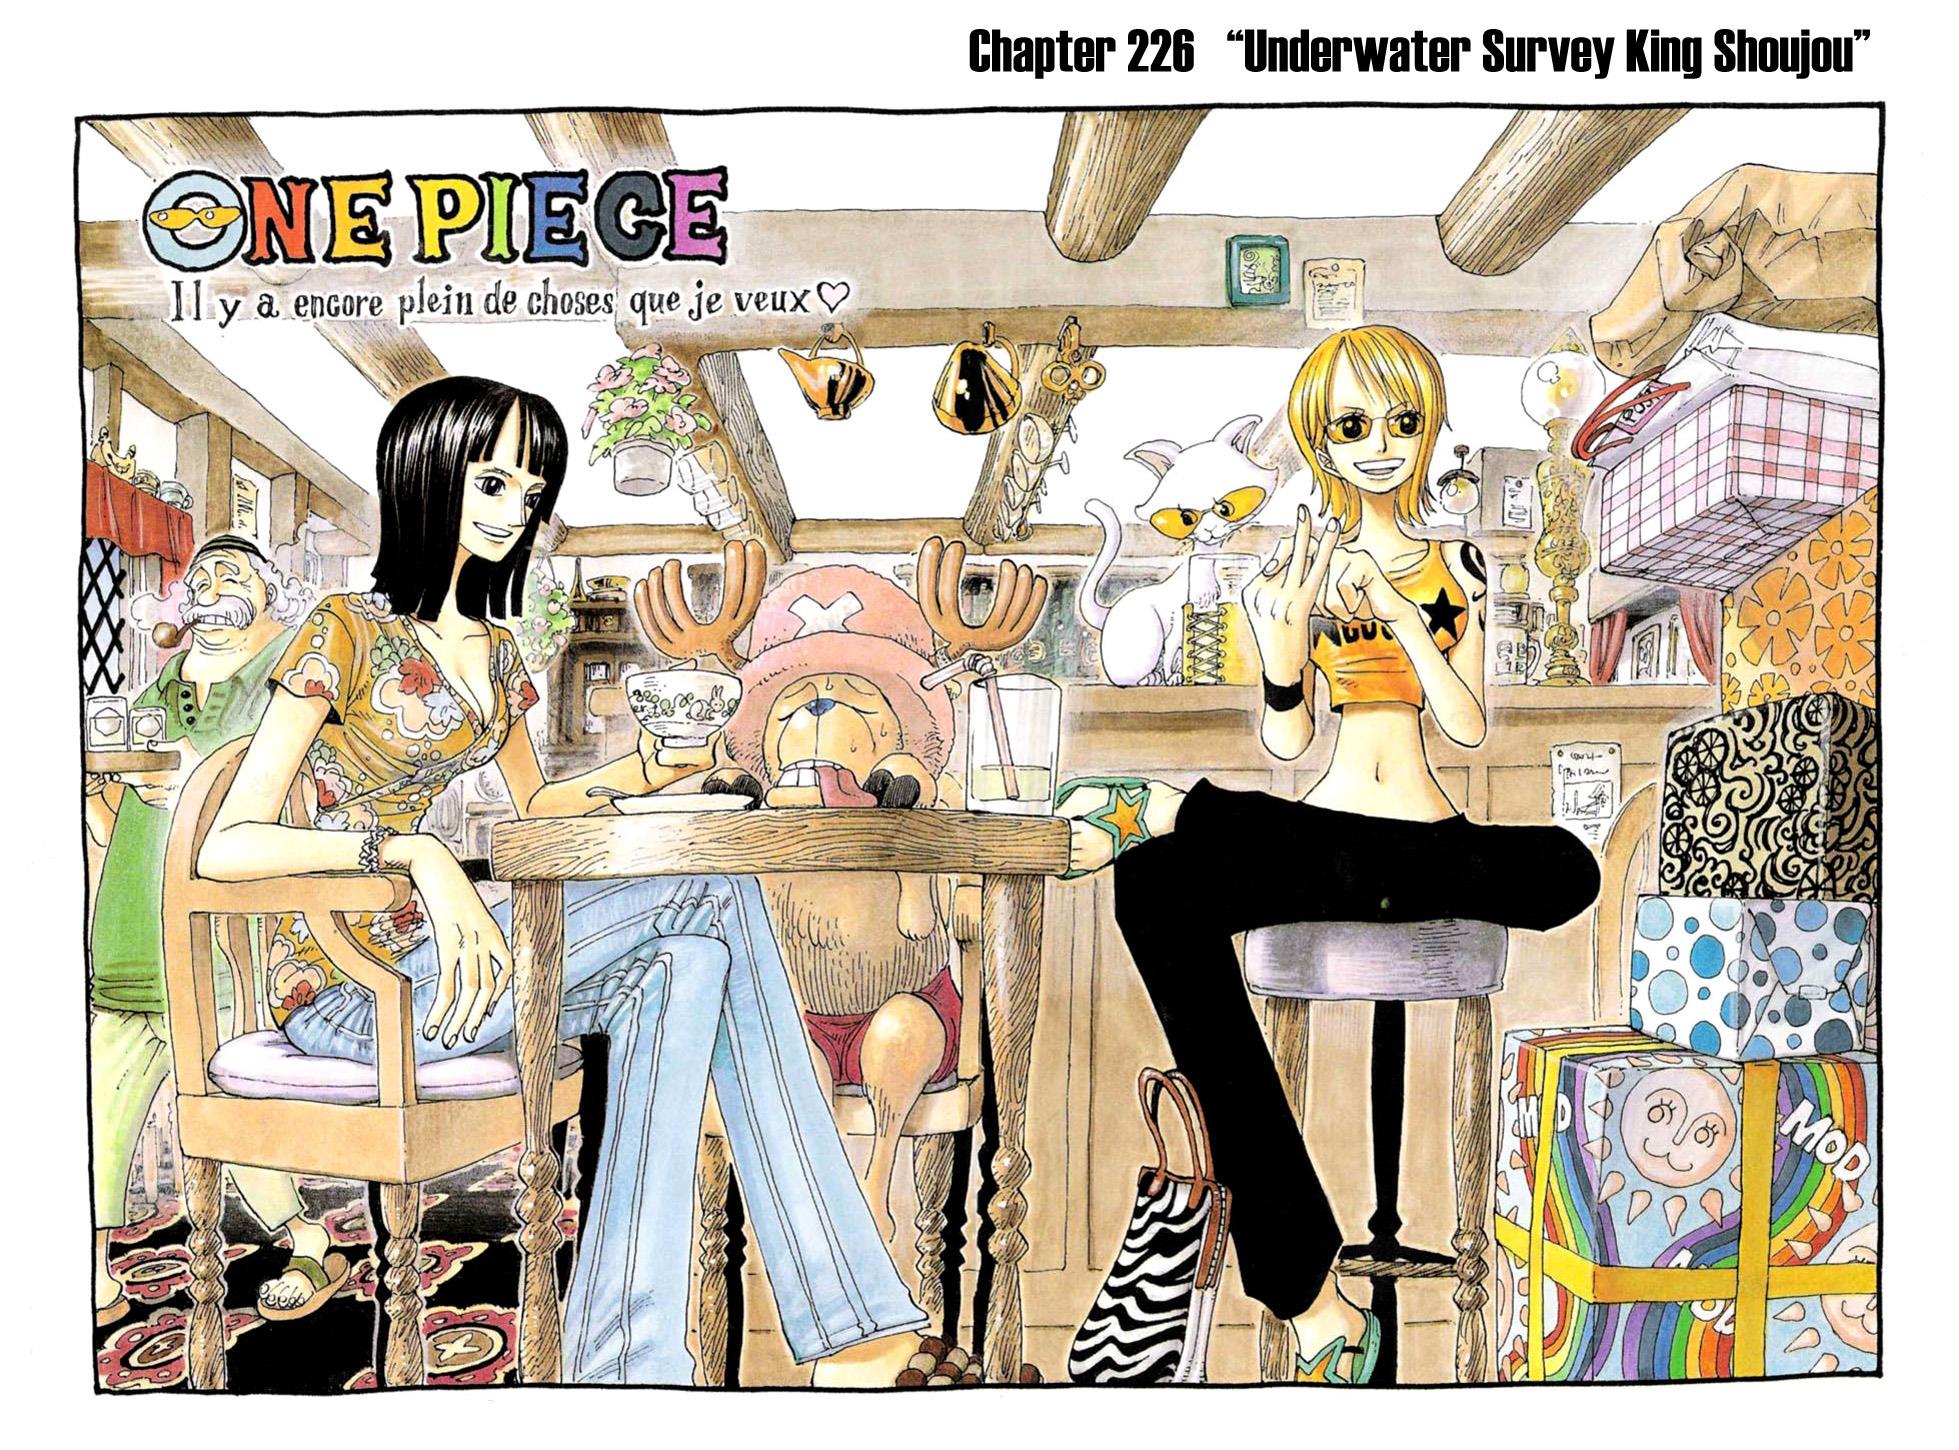 Chapter 226 “Underwater Survey King Shoujou”
ONE PIECE
Il y a encore plein de choses que je veux♡
MOD
MOD